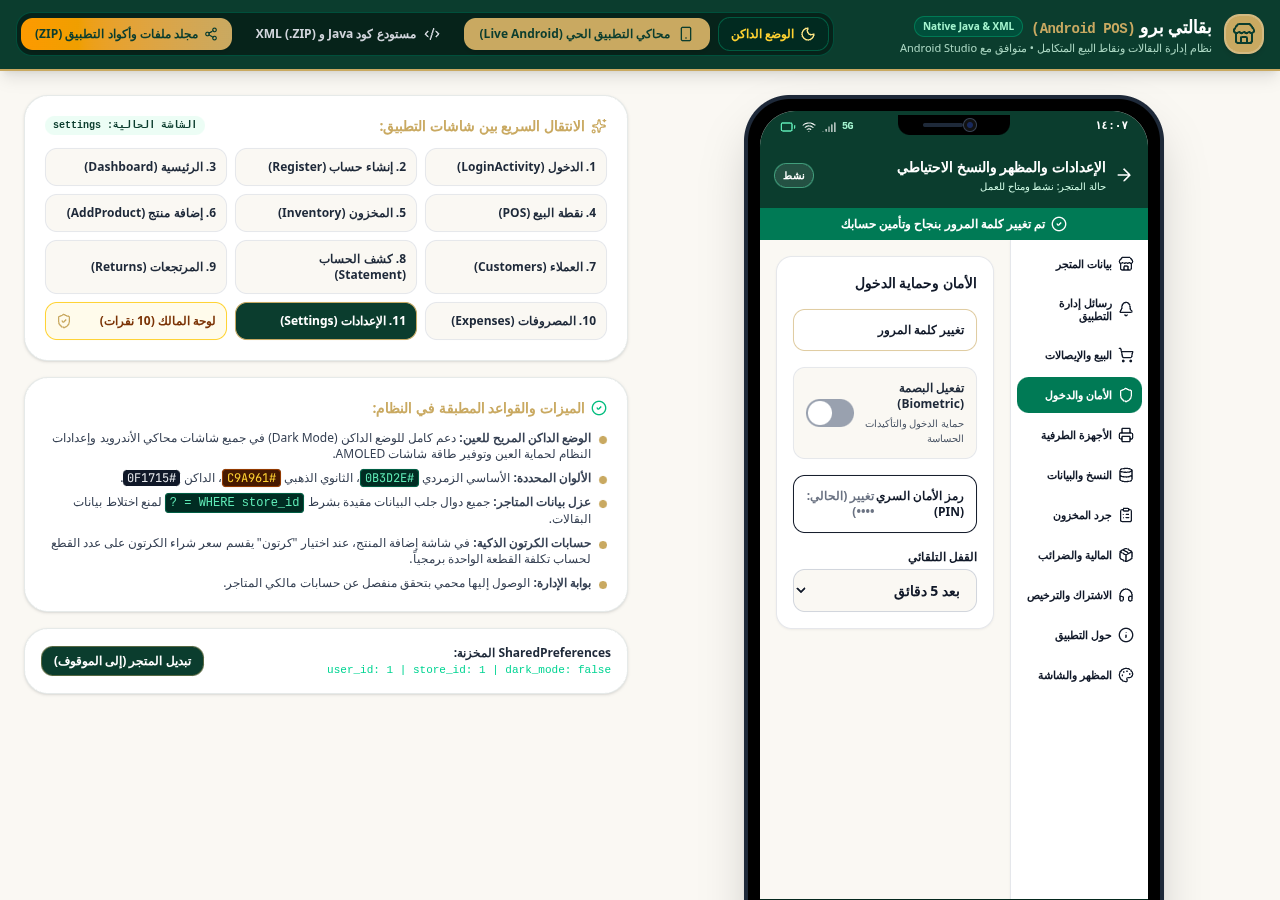 بقالتي برو (Android POS) Native Java & XML
نظام إدارة البقالات ونقاط البيع المتكامل • متوافق مع Android Studio
الوضع الداكن
محاكي التطبيق الحي (Live Android)
مستودع كود Java و XML (.ZIP)
مجلد ملفات وأكواد التطبيق (ZIP)
١٤:٠٧
5G
الإعدادات والمظهر والنسخ الاحتياطي
حالة المتجر: نشط ومتاح للعمل
نشط
تم تغيير كلمة المرور بنجاح وتأمين حسابك
بيانات المتجر
رسائل إدارة
التطبيق
البيع والإيصالات
الأمان والدخول
الأجهزة الطرفية
النسخ والبيانات
جرد المخزون
المالية والضرائب
الاشتراك والترخيص
حول التطبيق
المظهر والشاشة
الأمان وحماية الدخول
تغيير كلمة المرور
تفعيل البصمة
(Biometric)
حماية الدخول والتأكيدات
الحساسة
رمز الأمان السري
(PIN)
تغيير (الحالي:
••••)
القفل التلقائي
بعد 5 دقائق
الانتقال السريع بين شاشات التطبيق:
الشاشة الحالية: settings
1. الدخول (LoginActivity)
2. إنشاء حساب (Register)
3. الرئيسية (Dashboard)
4. نقطة البيع (POS)
5. المخزون (Inventory)
6. إضافة منتج (AddProduct)
7. العملاء (Customers)
8. كشف الحساب
(Statement)
9. المرتجعات (Returns)
10. المصروفات (Expenses)
11. الإعدادات (Settings)
لوحة المالك (10 نقرات)
الميزات والقواعد المطبقة في النظام:
الوضع الداكن المريح للعين: دعم كامل للوضع الداكن (Dark Mode) في جميع شاشات محاكي الأندرويد وإعدادات
النظام لحماية العين وتوفير طاقة شاشات AMOLED.
الألوان المحددة: الأساسي الزمردي #0B3D2E، الثانوي الذهبي #C9A961، الداكن #0F1715.
عزل بيانات المتاجر: جميع دوال جلب البيانات مقيدة بشرط WHERE store_id = ? لمنع اختلاط بيانات
البقالات.
حسابات الكرتون الذكية: في شاشة إضافة المنتج، عند اختيار "كرتون" يقسم سعر شراء الكرتون على عدد القطع
لحساب تكلفة القطعة الواحدة برمجياً.
بوابة الإدارة: الوصول إليها محمي بتحقق منفصل عن حسابات مالكي المتاجر.
SharedPreferences المخزنة:
user_id: 1 | store_id: 1 | dark_mode: false
تبديل المتجر (إلى الموقوف)